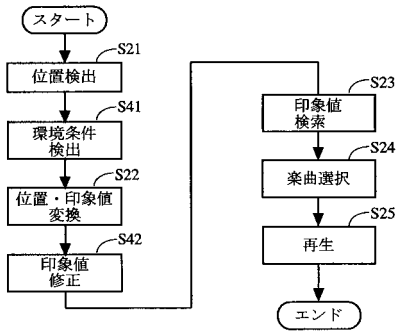 スタート
S21
位置検出
S41
環境条件
検出
S22
位置・印象値
変換
S42
印象値
修正
S23
印象値
検索
S24
楽曲選択
S25
再生
エンド